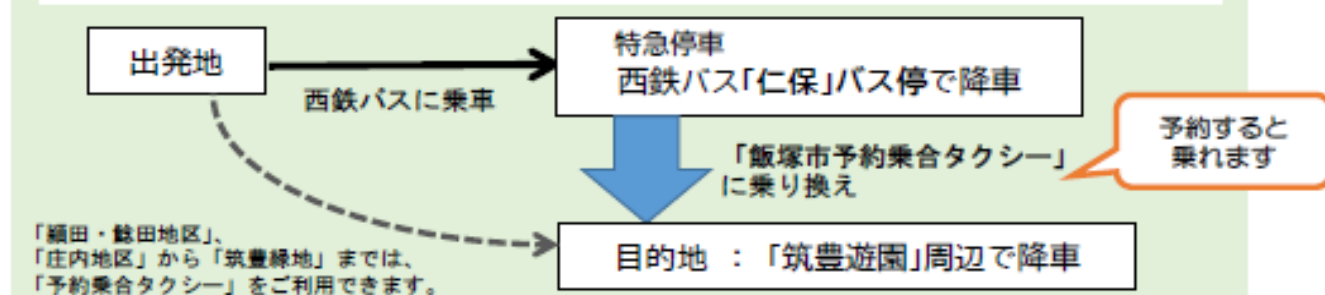 出発地
西鉄バスに乗車
特急停車
西鉄バス「仁保」バス停で降車
「飯塚市予約乗合タクシー」
に乗り換え
予約すると
乗れます
「頴田・鯰田地区」、
「庄内地区」から「筑豊緑地」までは、
「予約乗合タクシー」をご利用できます。
目的地 ： 「筑豊遊園」周辺で降車